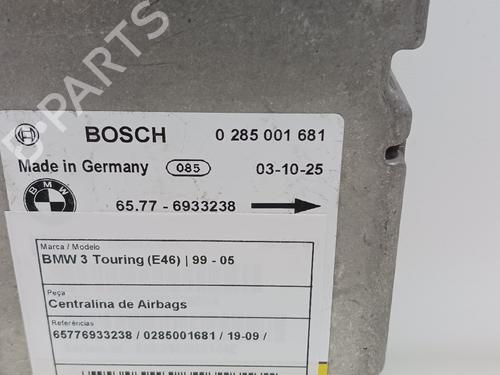 B-PARTS
BOSCH 0 285 001 681
Made in Germany 085 03-10-25
BMW 65.77 - 6933238
Marca / Modelo
BMW 3 Touring (E46) | 99 - 05
Peça
Centralina de Airbags
Referências
65776933238 / 0285001681 / 19-09 /